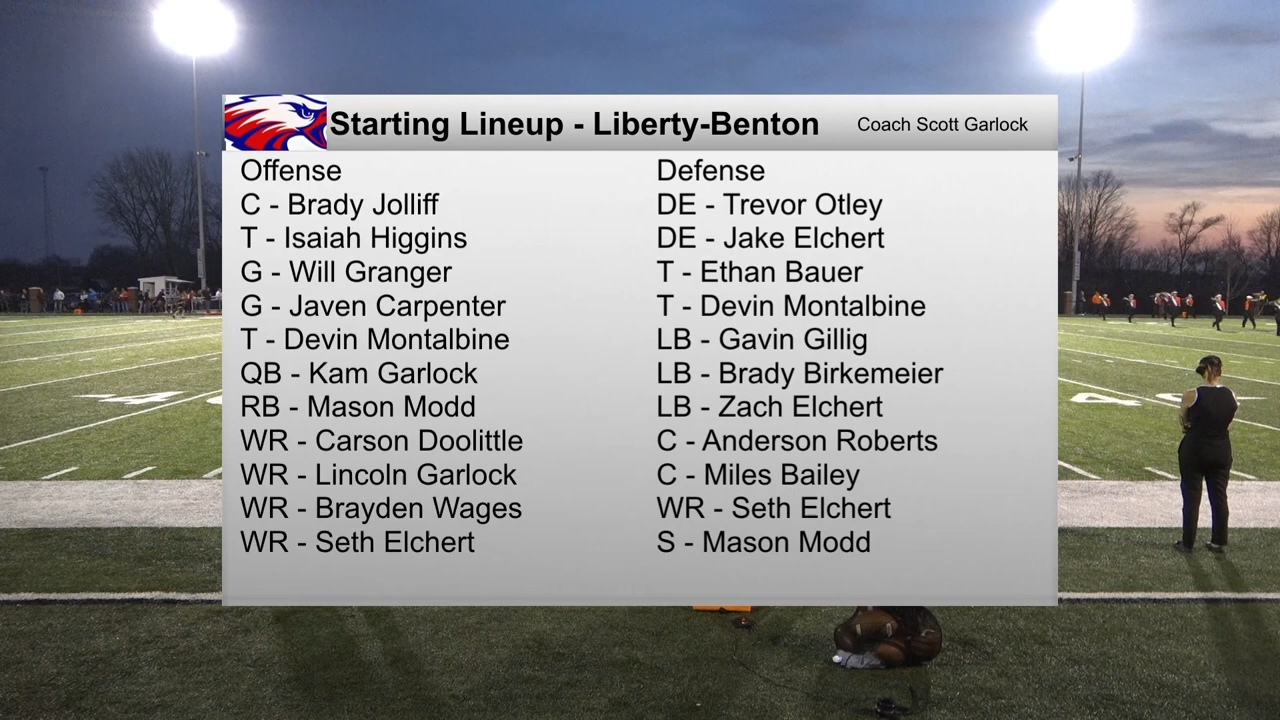 Starting Lineup - Liberty-Benton
Coach Scott Garlock
Offense
C - Brady Jolliff
T - Isaiah Higgins
G - Will Granger
G - Javen Carpenter
T - Devin Montalbine
QB - Kam Garlock
RB - Mason Modd
WR - Carson Doolittle
WR - Lincoln Garlock
WR - Brayden Wages
WR - Seth Elchert
Defense
DE - Trevor Otley
DE - Jake Elchert
T - Ethan Bauer
T - Devin Montalbine
LB - Gavin Gillig
LB - Brady Birkemeier
LB - Zach Elchert
C - Anderson Roberts
C - Miles Bailey
WR - Seth Elchert
S - Mason Modd
4
4